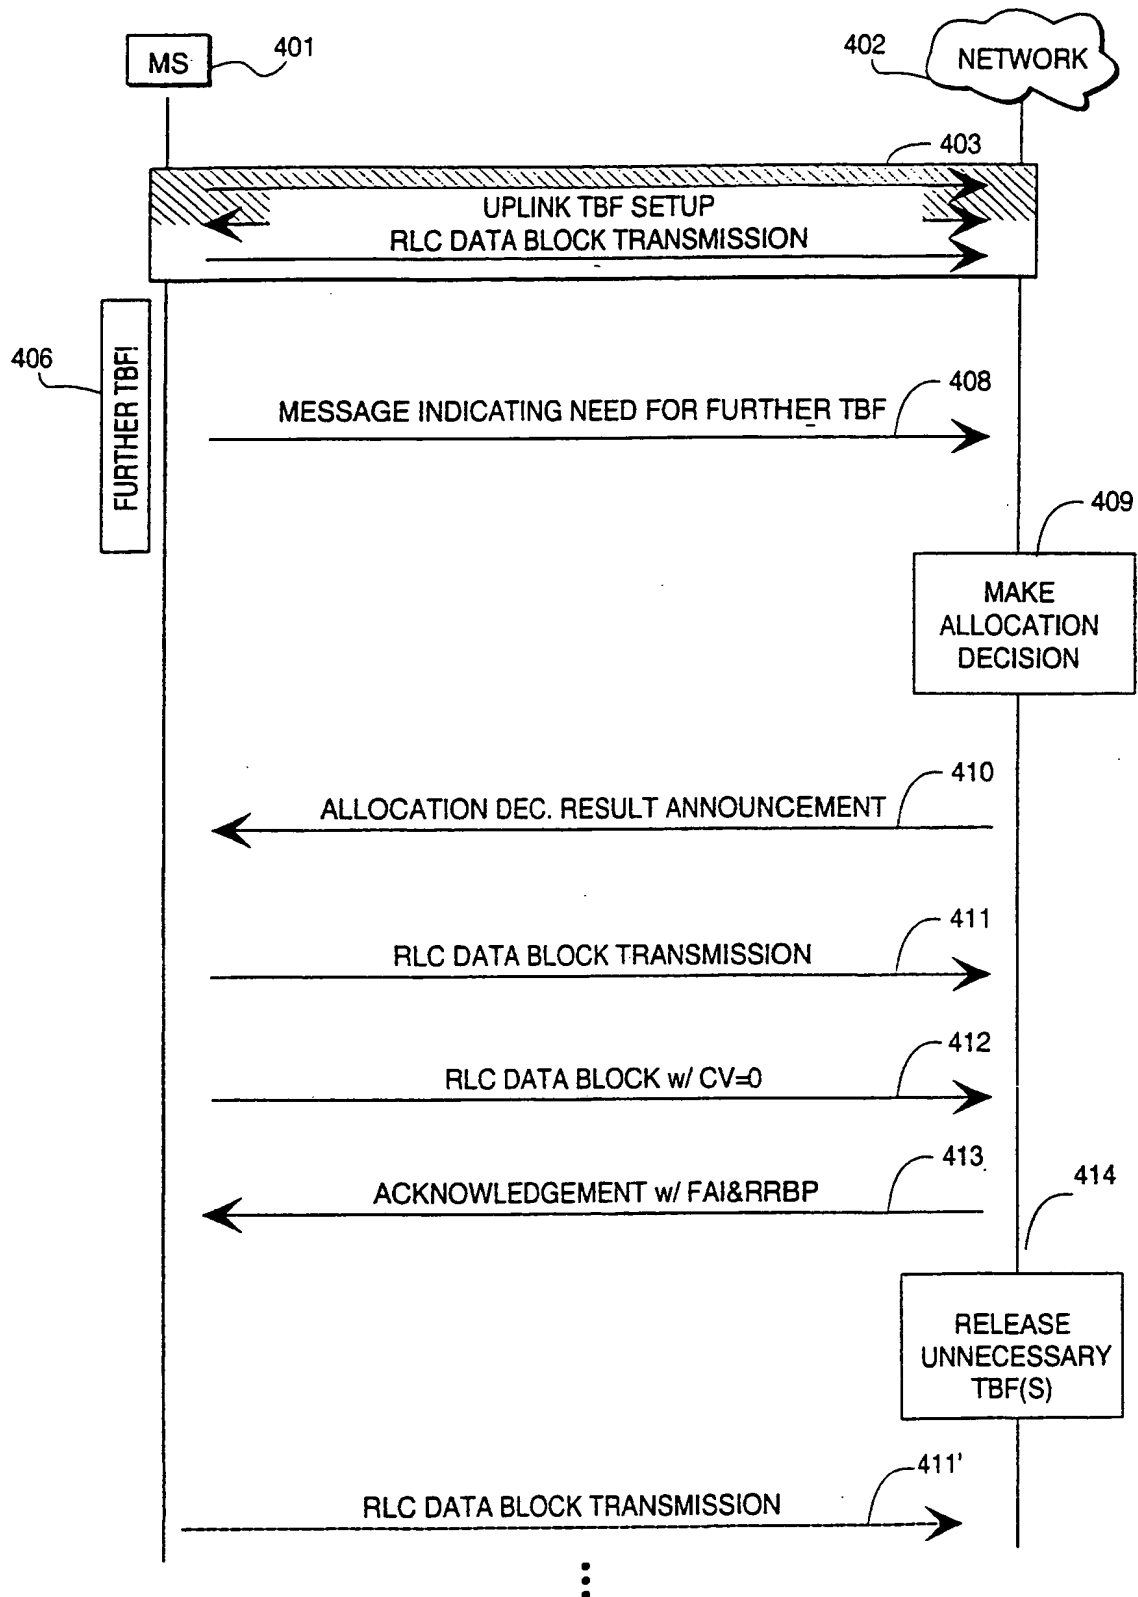 401
402
MS
NETWORK
403
UPLINK TBF SETUP
RLC DATA BLOCK TRANSMISSION
406
FURTHER TBF!
408
MESSAGE INDICATING NEED FOR FURTHER TBF
409
MAKE
ALLOCATION
DECISION
410
ALLOCATION DEC. RESULT ANNOUNCEMENT
411
RLC DATA BLOCK TRANSMISSION
412
RLC DATA BLOCK w/ CV=0
413
ACKNOWLEDGEMENT w/ FAI&RRBP
414
RELEASE
UNNECESSARY
TBF(S)
411'
RLC DATA BLOCK TRANSMISSION